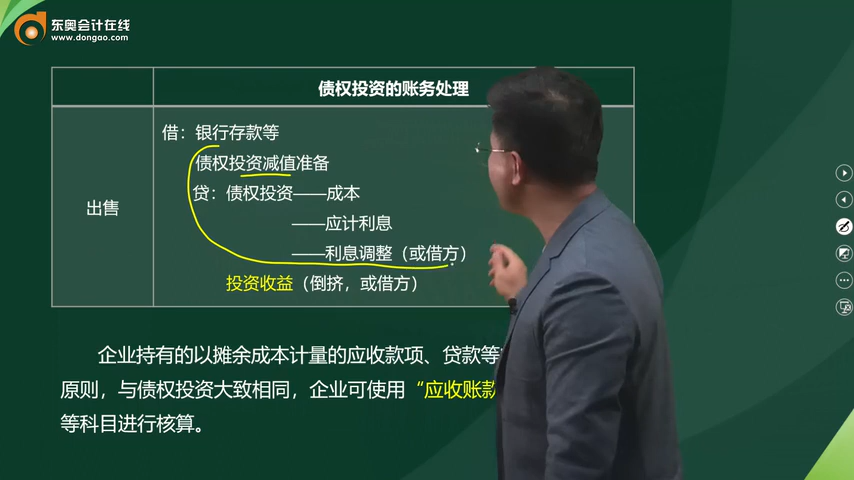 东奥会计在线
www.dongao.com
债权投资的账务处理
出售
借：银行存款等
债权投资减值准备
贷：债权投资——成本
——应计利息
——利息调整（或借方）
投资收益（倒挤，或借方）
企业持有的以摊余成本计量的应收款项、贷款等
原则，与债权投资大致相同，企业可使用“应收账款
等科目进行核算。